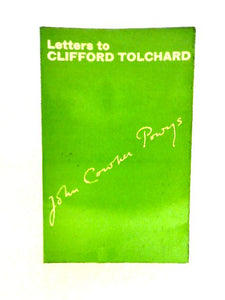 Letters to
CLIFFORD TOLCHARD
John Cowper Powys